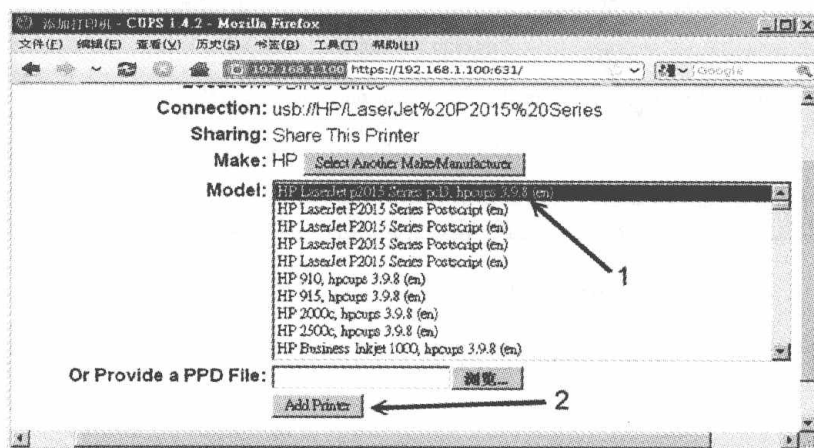 添加打印机 - CUPS 1.4.2 - Mozilla Firefox
文件(F) 编辑(E) 查看(V) 历史(S) 书签(B) 工具(T) 帮助(H)
192.168.1.100 https://192.168.1.100:631/ Google
Connection: usb://HP/LaserJet%20P2015%20Series
Sharing: Share This Printer
Make: HP Select Another Make/Manufacturer
Model: HP LaserJet p2015 Series pcl3, hpcups 3.9.8 (en)
HP LaserJet P2015 Series Postscript (en)
HP LaserJet P2015 Series Postscript (en)
HP LaserJet P2015 Series Postscript (en)
HP LaserJet P2015 Series Postscript (en)
HP 910, hpcups 3.9.8 (en)
HP 915, hpcups 3.9.8 (en)
HP 2000c, hpcups 3.9.8 (en)
HP 2500c, hpcups 3.9.8 (en)
HP Business Inkjet 1000, hpcups 3.9.8 (en)
1
Or Provide a PPD File: 浏览...
Add Printer
2